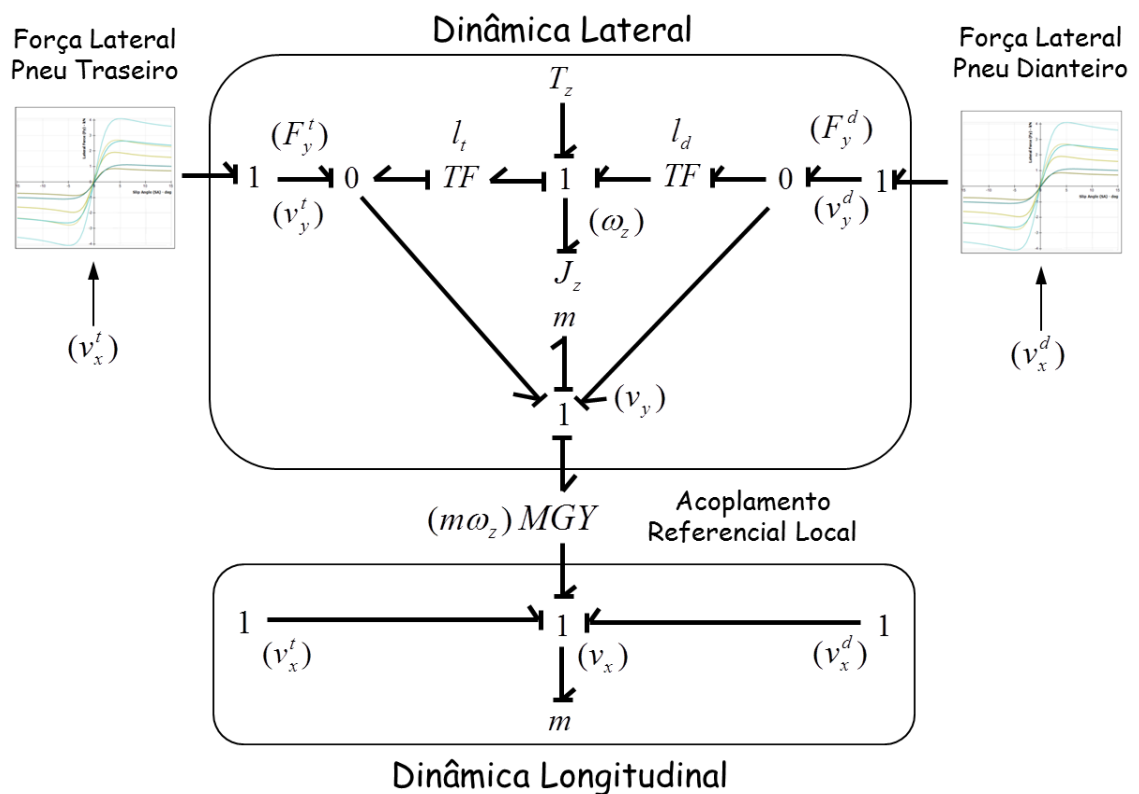 Dinâmica Lateral
Força Lateral
Pneu Traseiro
Força Lateral
Pneu Dianteiro
T_z
(F_y^t) l_t l_d (F_y^d)
1 0 TF 1 TF 0 1
(v_y^t) (ω_z) (v_y^d)
J_z
m
(v_x^t) (v_x^d)
(v_y)
1
(mω_z) MGY
Acoplamento
Referencial Local
1 1 1
(v_x^t) (v_x) (v_x^d)
m
Dinâmica Longitudinal